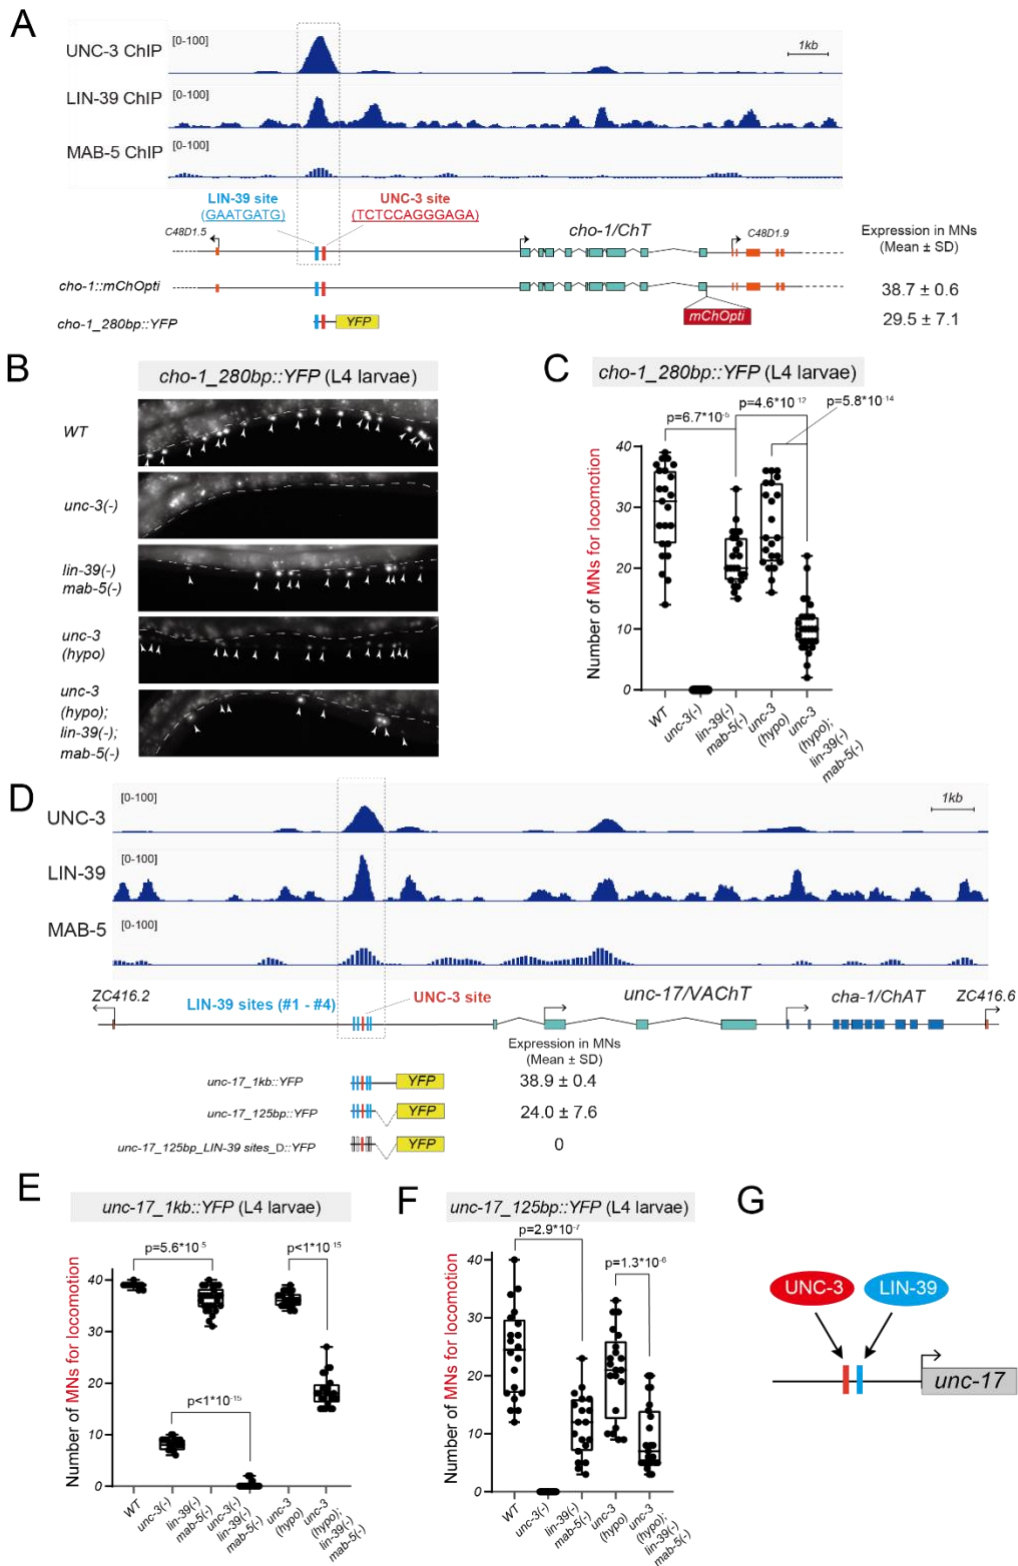 A
UNC-3 ChIP
[0-100]
1kb
LIN-39 ChIP
[0-100]
MAB-5 ChIP
[0-100]
LIN-39 site
(GAATGATG)
UNC-3 site
(TCTCCAGGGAGA)
C48D1.5
cho-1/ChT
C48D1.9
Expression in MNs
(Mean ± SD)
cho-1::mChOpti
38.7 ± 0.6
mChOpti
cho-1_280bp::YFP
YFP
29.5 ± 7.1
B
cho-1_280bp::YFP (L4 larvae)
WT
unc-3(-)
lin-39(-)
mab-5(-)
unc-3
(hypo)
unc-3
(hypo);
lin-39(-);
mab-5(-)
C
cho-1_280bp::YFP (L4 larvae)
p=6.7*10-5
p=4.6*10 12
p=5.8*10-14
Number of MNs for locomotion
40
30
20
10
0
WT
unc-3(-)
lin-39(-)
mab-5(-)
unc-3
(hypo)
unc-3
(hypo);
lin-39(-)
mab-5(-)
D
UNC-3
[0-100]
1kb
LIN-39
[0-100]
MAB-5
[0-100]
ZC416.2
LIN-39 sites (#1 - #4)
UNC-3 site
unc-17/VAChT
cha-1/ChAT
ZC416.6
Expression in MNs
(Mean ± SD)
unc-17_1kb::YFP
YFP
38.9 ± 0.4
unc-17_125bp::YFP
YFP
24.0 ± 7.6
unc-17_125bp_LIN-39 sites_D::YFP
YFP
0
E
unc-17_1kb::YFP (L4 larvae)
p=5.6*10-5
p<1*10-15
p<1*10-15
Number of MNs for locomotion
40
30
20
10
0
WT
unc-3(-)
lin-39(-)
mab-5(-)
unc-3(-)
lin-39(-)
mab-5(-)
unc-3
(hypo)
unc-3
(hypo);
lin-39(-)
mab-5(-)
F
unc-17_125bp::YFP (L4 larvae)
p=2.9*10-7
p=1.3*10-6
Number of MNs for locomotion
40
30
20
10
0
WT
unc-3(-)
lin-39(-)
mab-5(-)
unc-3
(hypo)
unc-3
(hypo);
lin-39(-)
mab-5(-)
G
UNC-3
LIN-39
unc-17